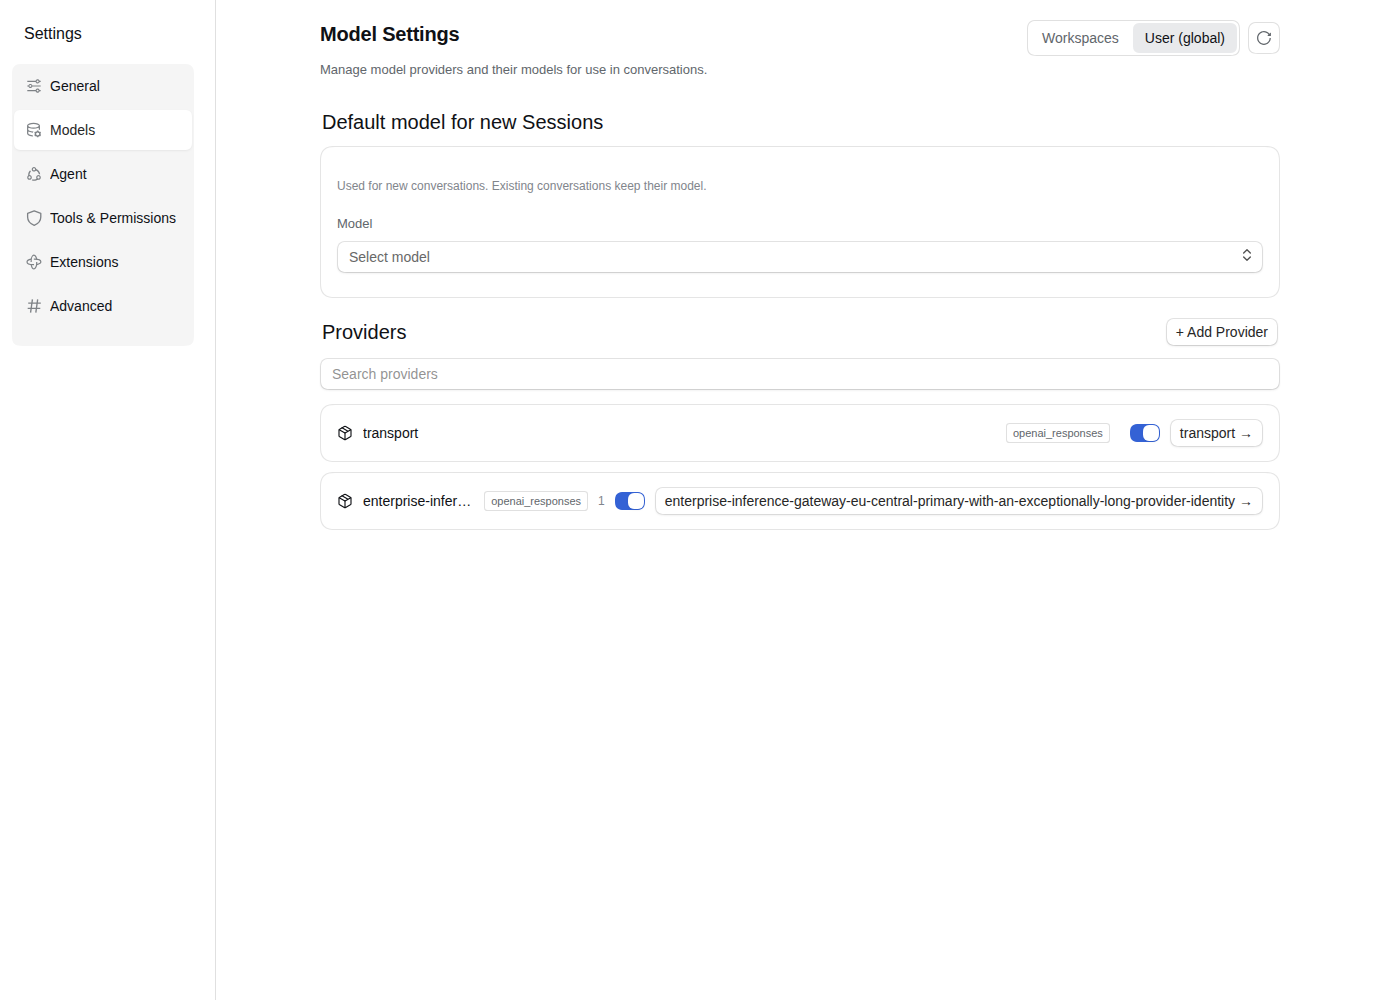 Settings
General
Models
Agent
Tools & Permissions
Extensions
Advanced
Model Settings
Workspaces
User (global)
Manage model providers and their models for use in conversations.
Default model for new Sessions
Used for new conversations. Existing conversations keep their model.
Model
Select model
Providers
+ Add Provider
Search providers
transport
openai_responses
transport →
enterprise-infer…
openai_responses
1
enterprise-inference-gateway-eu-central-primary-with-an-exceptionally-long-provider-identity →